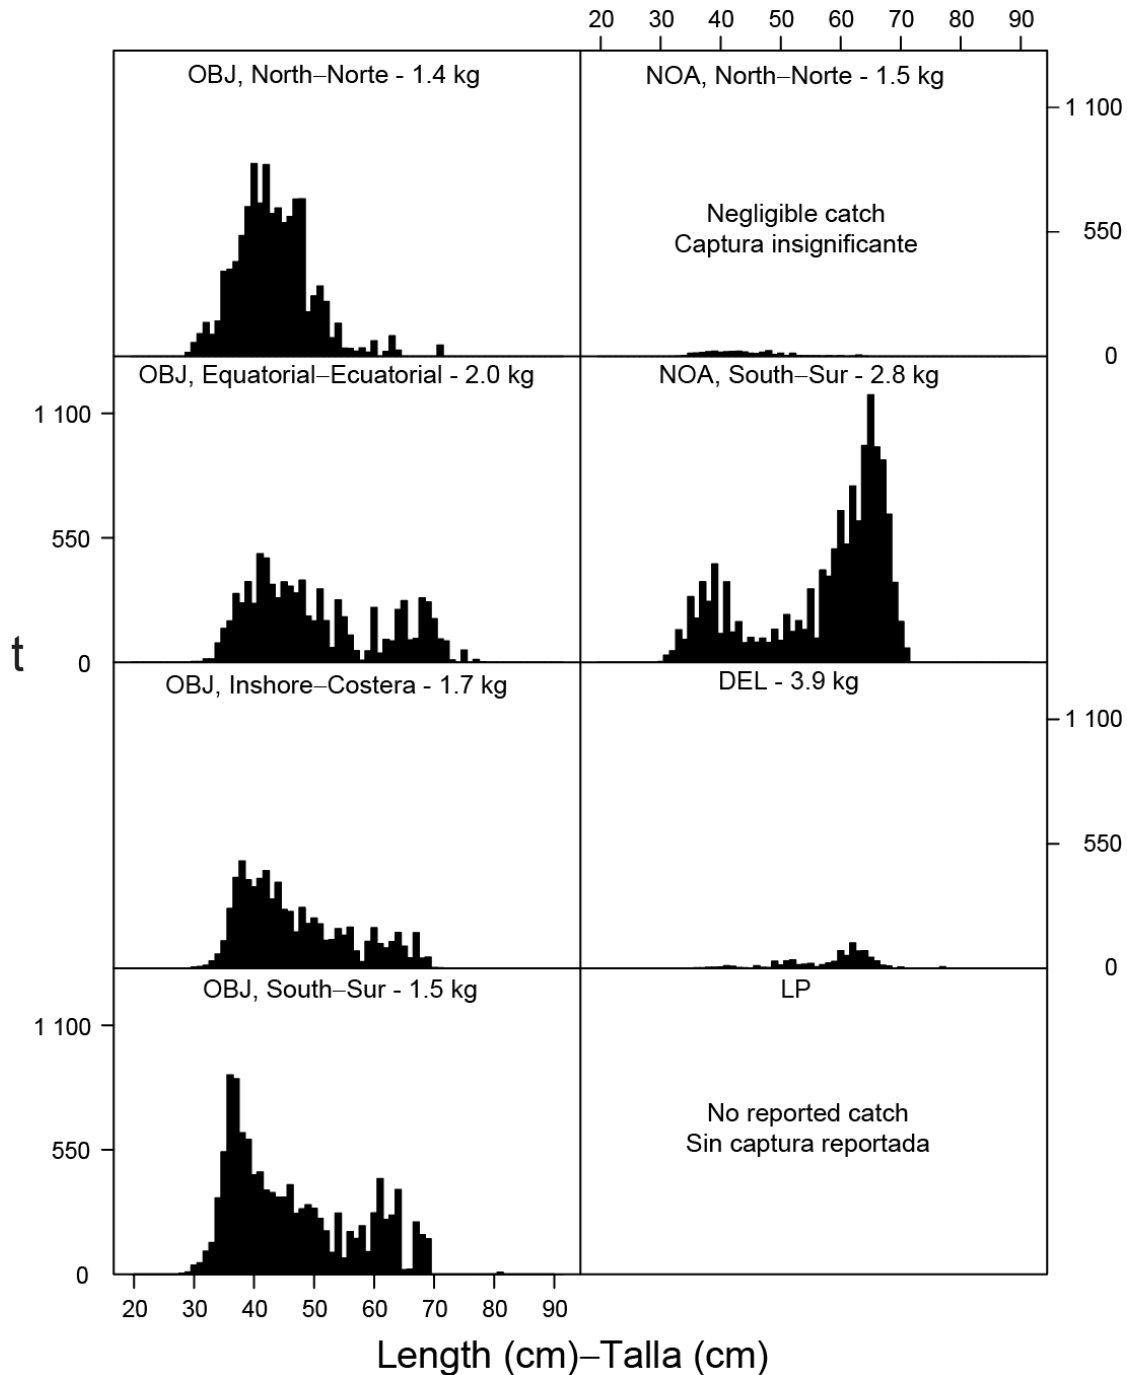 20 30 40 50 60 70 80 90
OBJ, North–Norte - 1.4 kg
NOA, North–Norte - 1.5 kg
1 100
Negligible catch
Captura insignificante
550
0
OBJ, Equatorial–Ecuatorial - 2.0 kg
NOA, South–Sur - 2.8 kg
1 100
550
t
0
OBJ, Inshore–Costera - 1.7 kg
DEL - 3.9 kg
1 100
550
0
OBJ, South–Sur - 1.5 kg
LP
1 100
No reported catch
Sin captura reportada
550
0
20 30 40 50 60 70 80 90
Length (cm)–Talla (cm)